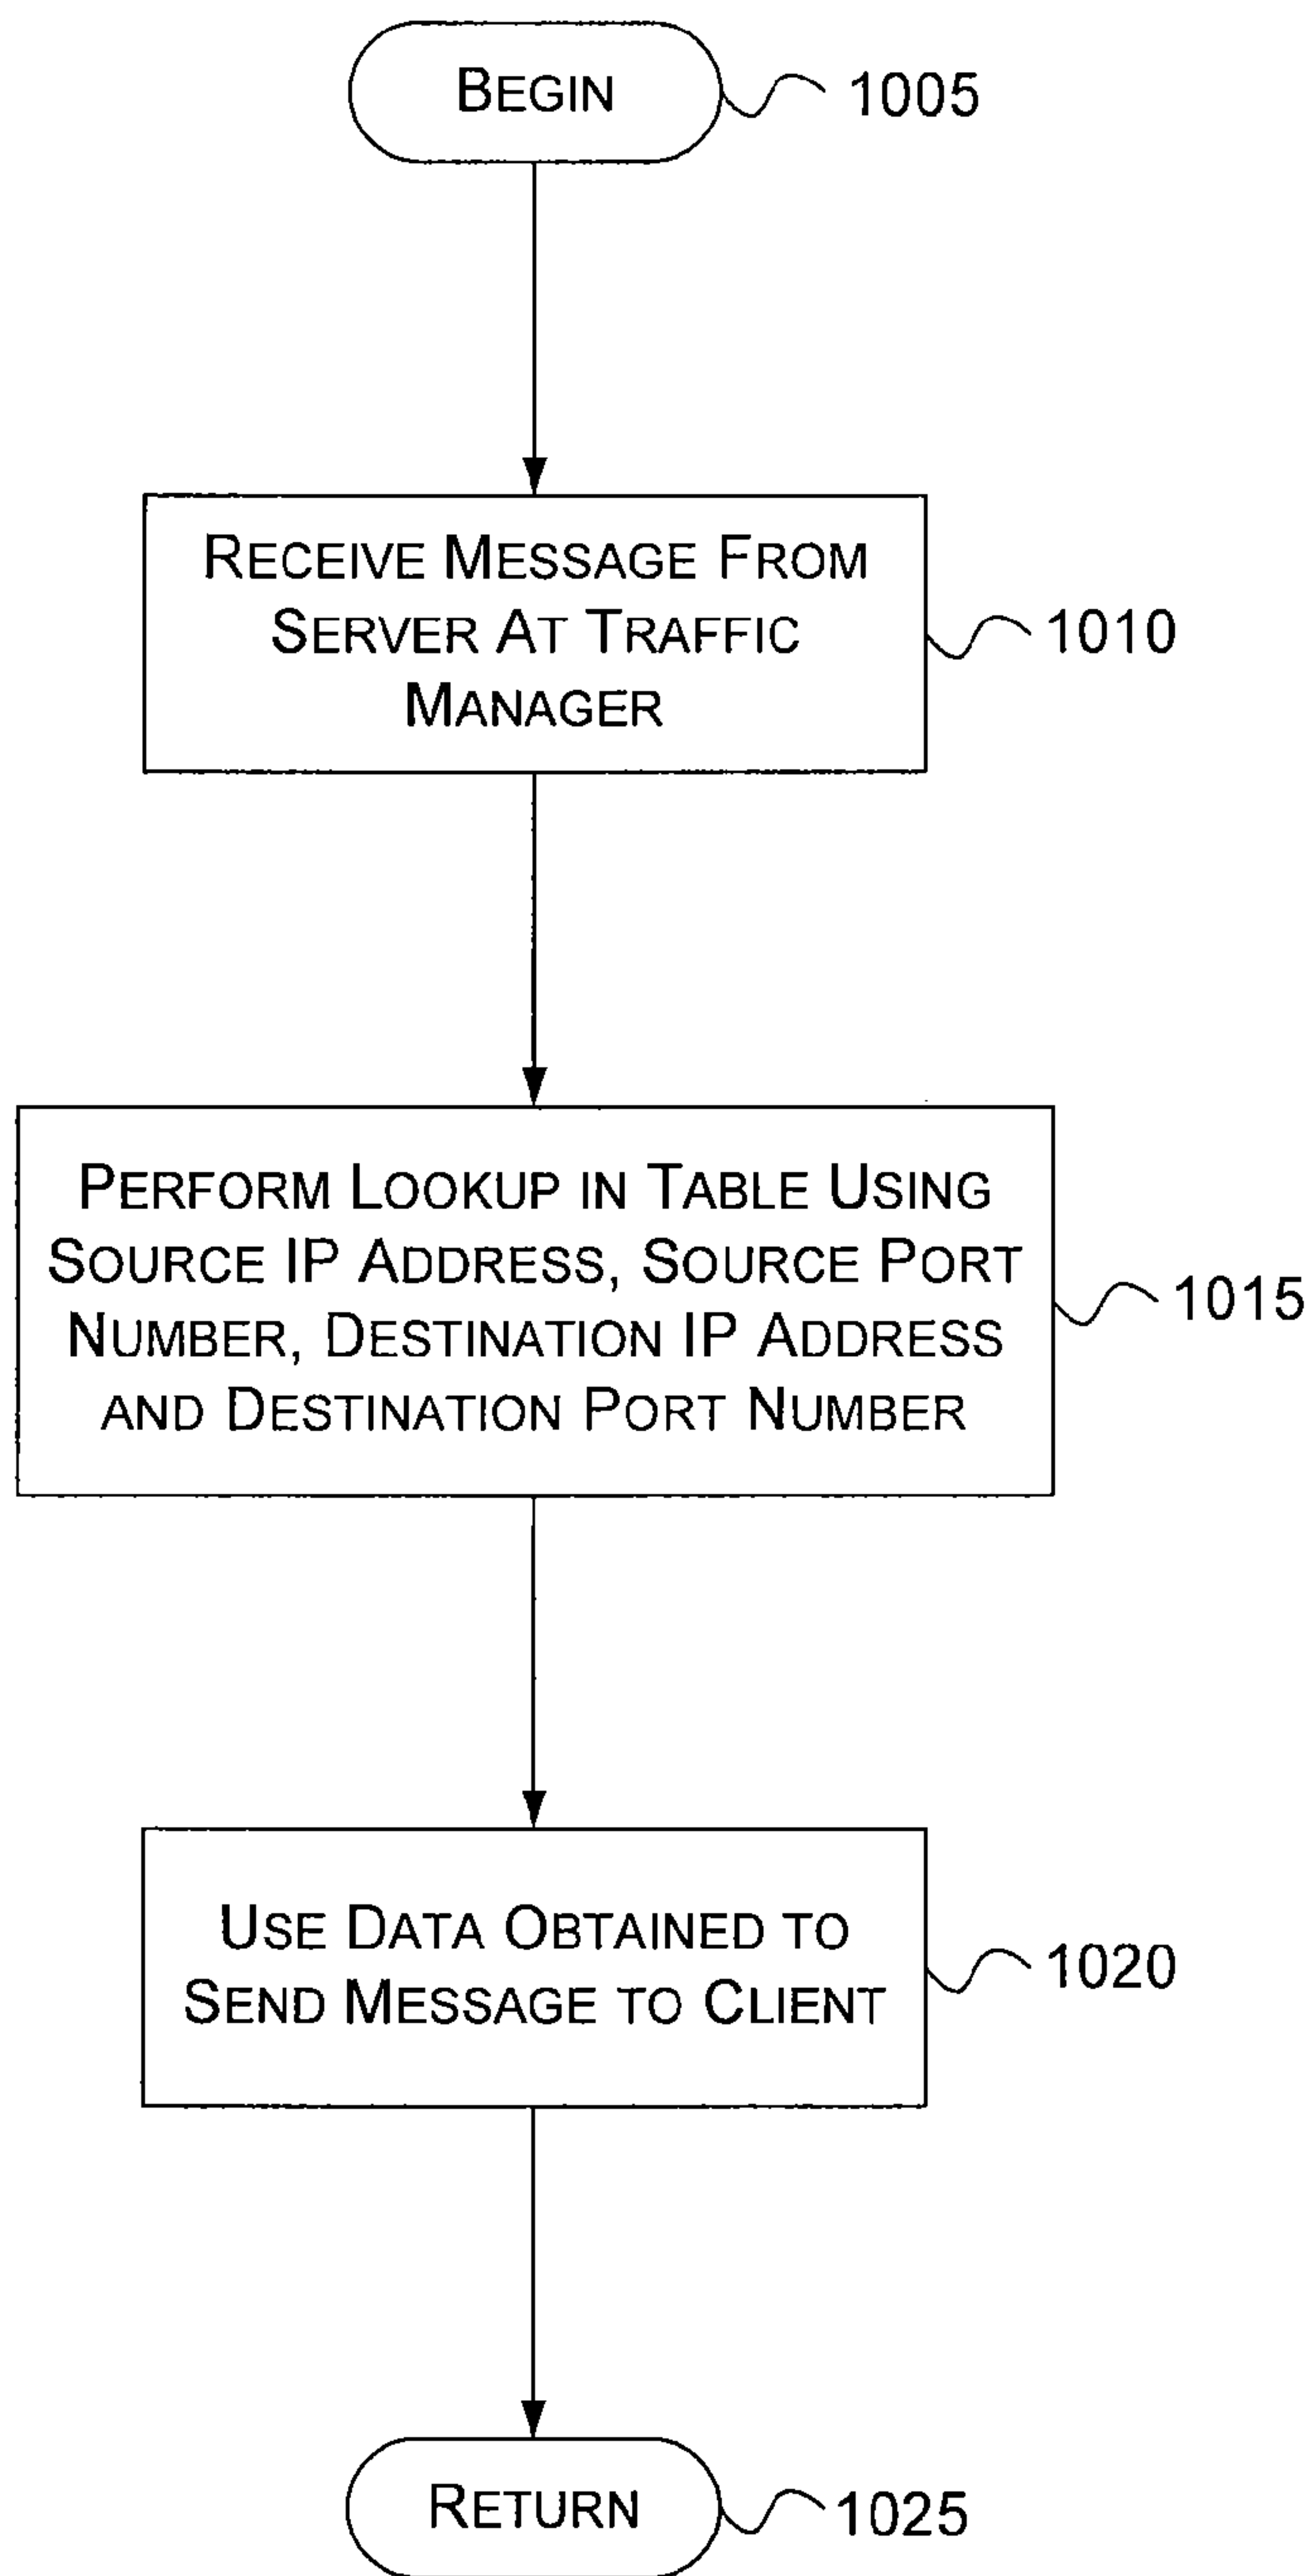 BEGIN
1005
RECEIVE MESSAGE FROM
SERVER AT TRAFFIC
MANAGER
1010
PERFORM LOOKUP IN TABLE USING
SOURCE IP ADDRESS, SOURCE PORT
NUMBER, DESTINATION IP ADDRESS
AND DESTINATION PORT NUMBER
1015
USE DATA OBTAINED TO
SEND MESSAGE TO CLIENT
1020
RETURN
1025